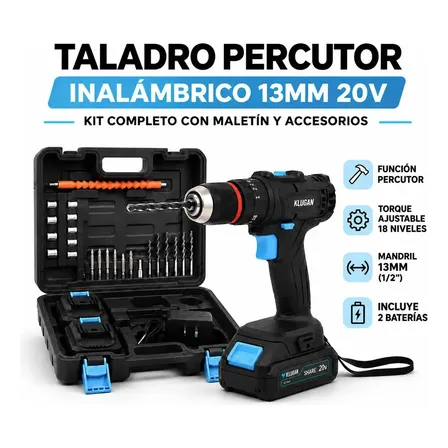 TALADRO PERCUTOR
INALÁMBRICO 13MM 20V
KIT COMPLETO CON MALETÍN Y ACCESORIOS
FUNCIÓN
PERCUTOR
TORQUE
AJUSTABLE
18 NIVELES
MANDRIL
13MM
(1/2")
INCLUYE
2 BATERÍAS
KLUGAN
KLUGAN
SHARE 20V